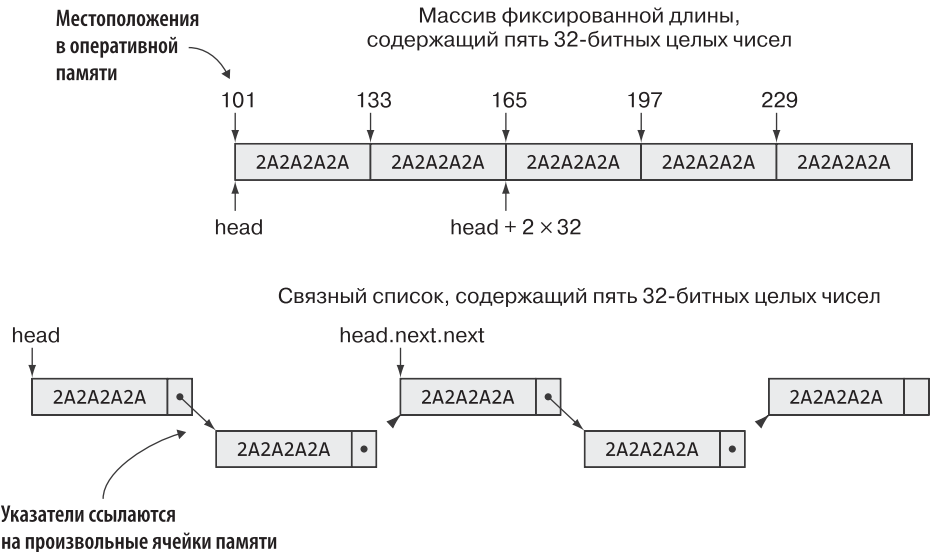 Местоположения
в оперативной
памяти
Массив фиксированной длины,
содержащий пять 32-битных целых чисел
101 133 165 197 229
2A2A2A2A 2A2A2A2A 2A2A2A2A 2A2A2A2A 2A2A2A2A
head head + 2 × 32
Связный список, содержащий пять 32-битных целых чисел
head head.next.next
2A2A2A2A 2A2A2A2A 2A2A2A2A
2A2A2A2A 2A2A2A2A
Указатели ссылаются
на произвольные ячейки памяти